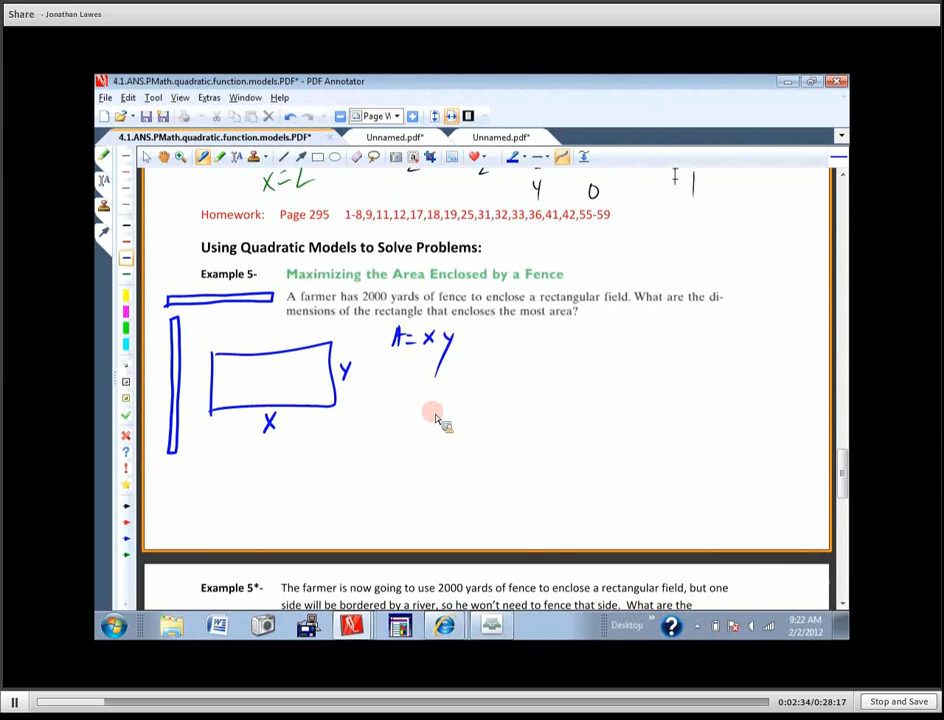 Share - Jonathan Lawes
4.1.ANS.PMath.quadratic.function.models.PDF* - PDF Annotator
File Edit Tool View Extras Window Help
Page W
4.1.ANS.PMath.quadratic.function.models.PDF* Unnamed.pdf* Unnamed.pdf*
x=
4 0 1
Homework: Page 295 1-8,9,11,12,17,18,19,25,31,32,33,36,41,42,55-59
Using Quadratic Models to Solve Problems:
Example 5- Maximizing the Area Enclosed by a Fence
A farmer has 2000 yards of fence to enclose a rectangular field. What are the di-
mensions of the rectangle that encloses the most area?
A= x y
y
x
Example 5*- The farmer is now going to use 2000 yards of fence to enclose a rectangular field, but one
side will be bordered by a river, so he won't need to fence that side. What are the
Desktop
9:22 AM
2/2/2012
0:02:34/0:28:17 Stop and Save